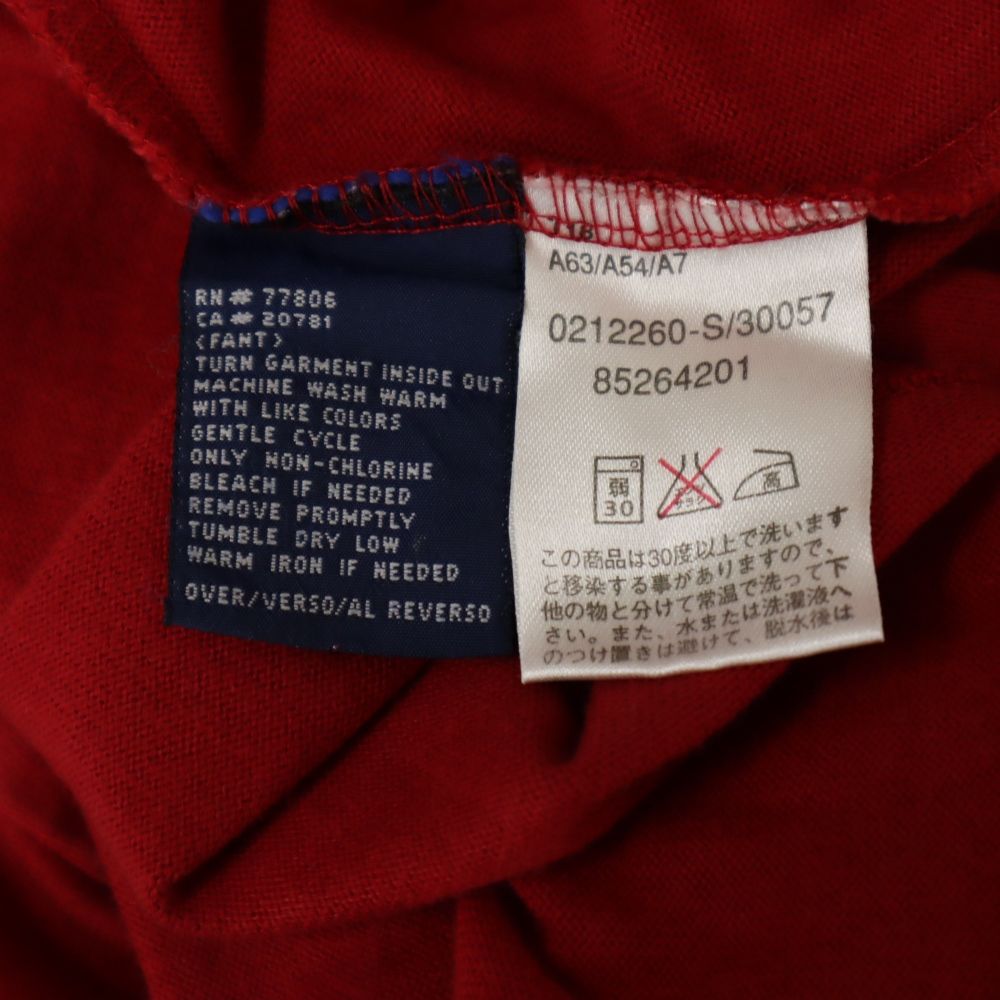 RN# 77806
CA# 20781
<FANT>
TURN GARMENT INSIDE OUT
MACHINE WASH WARM
WITH LIKE COLORS
GENTLE CYCLE
ONLY NON-CHLORINE
BLEACH IF NEEDED
REMOVE PROMPTLY
TUMBLE DRY LOW
WARM IRON IF NEEDED
OVER/VERSO/AL REVERSO
A63/A54/A7
0212260-S/30057
85264201
弱
30
高
この商品は30度以上で洗います
と移染する事がありますので、
他の物と分けて常温で洗って下
さい。また、水または洗濯液へ
のつけ置きは避けて、脱水後は